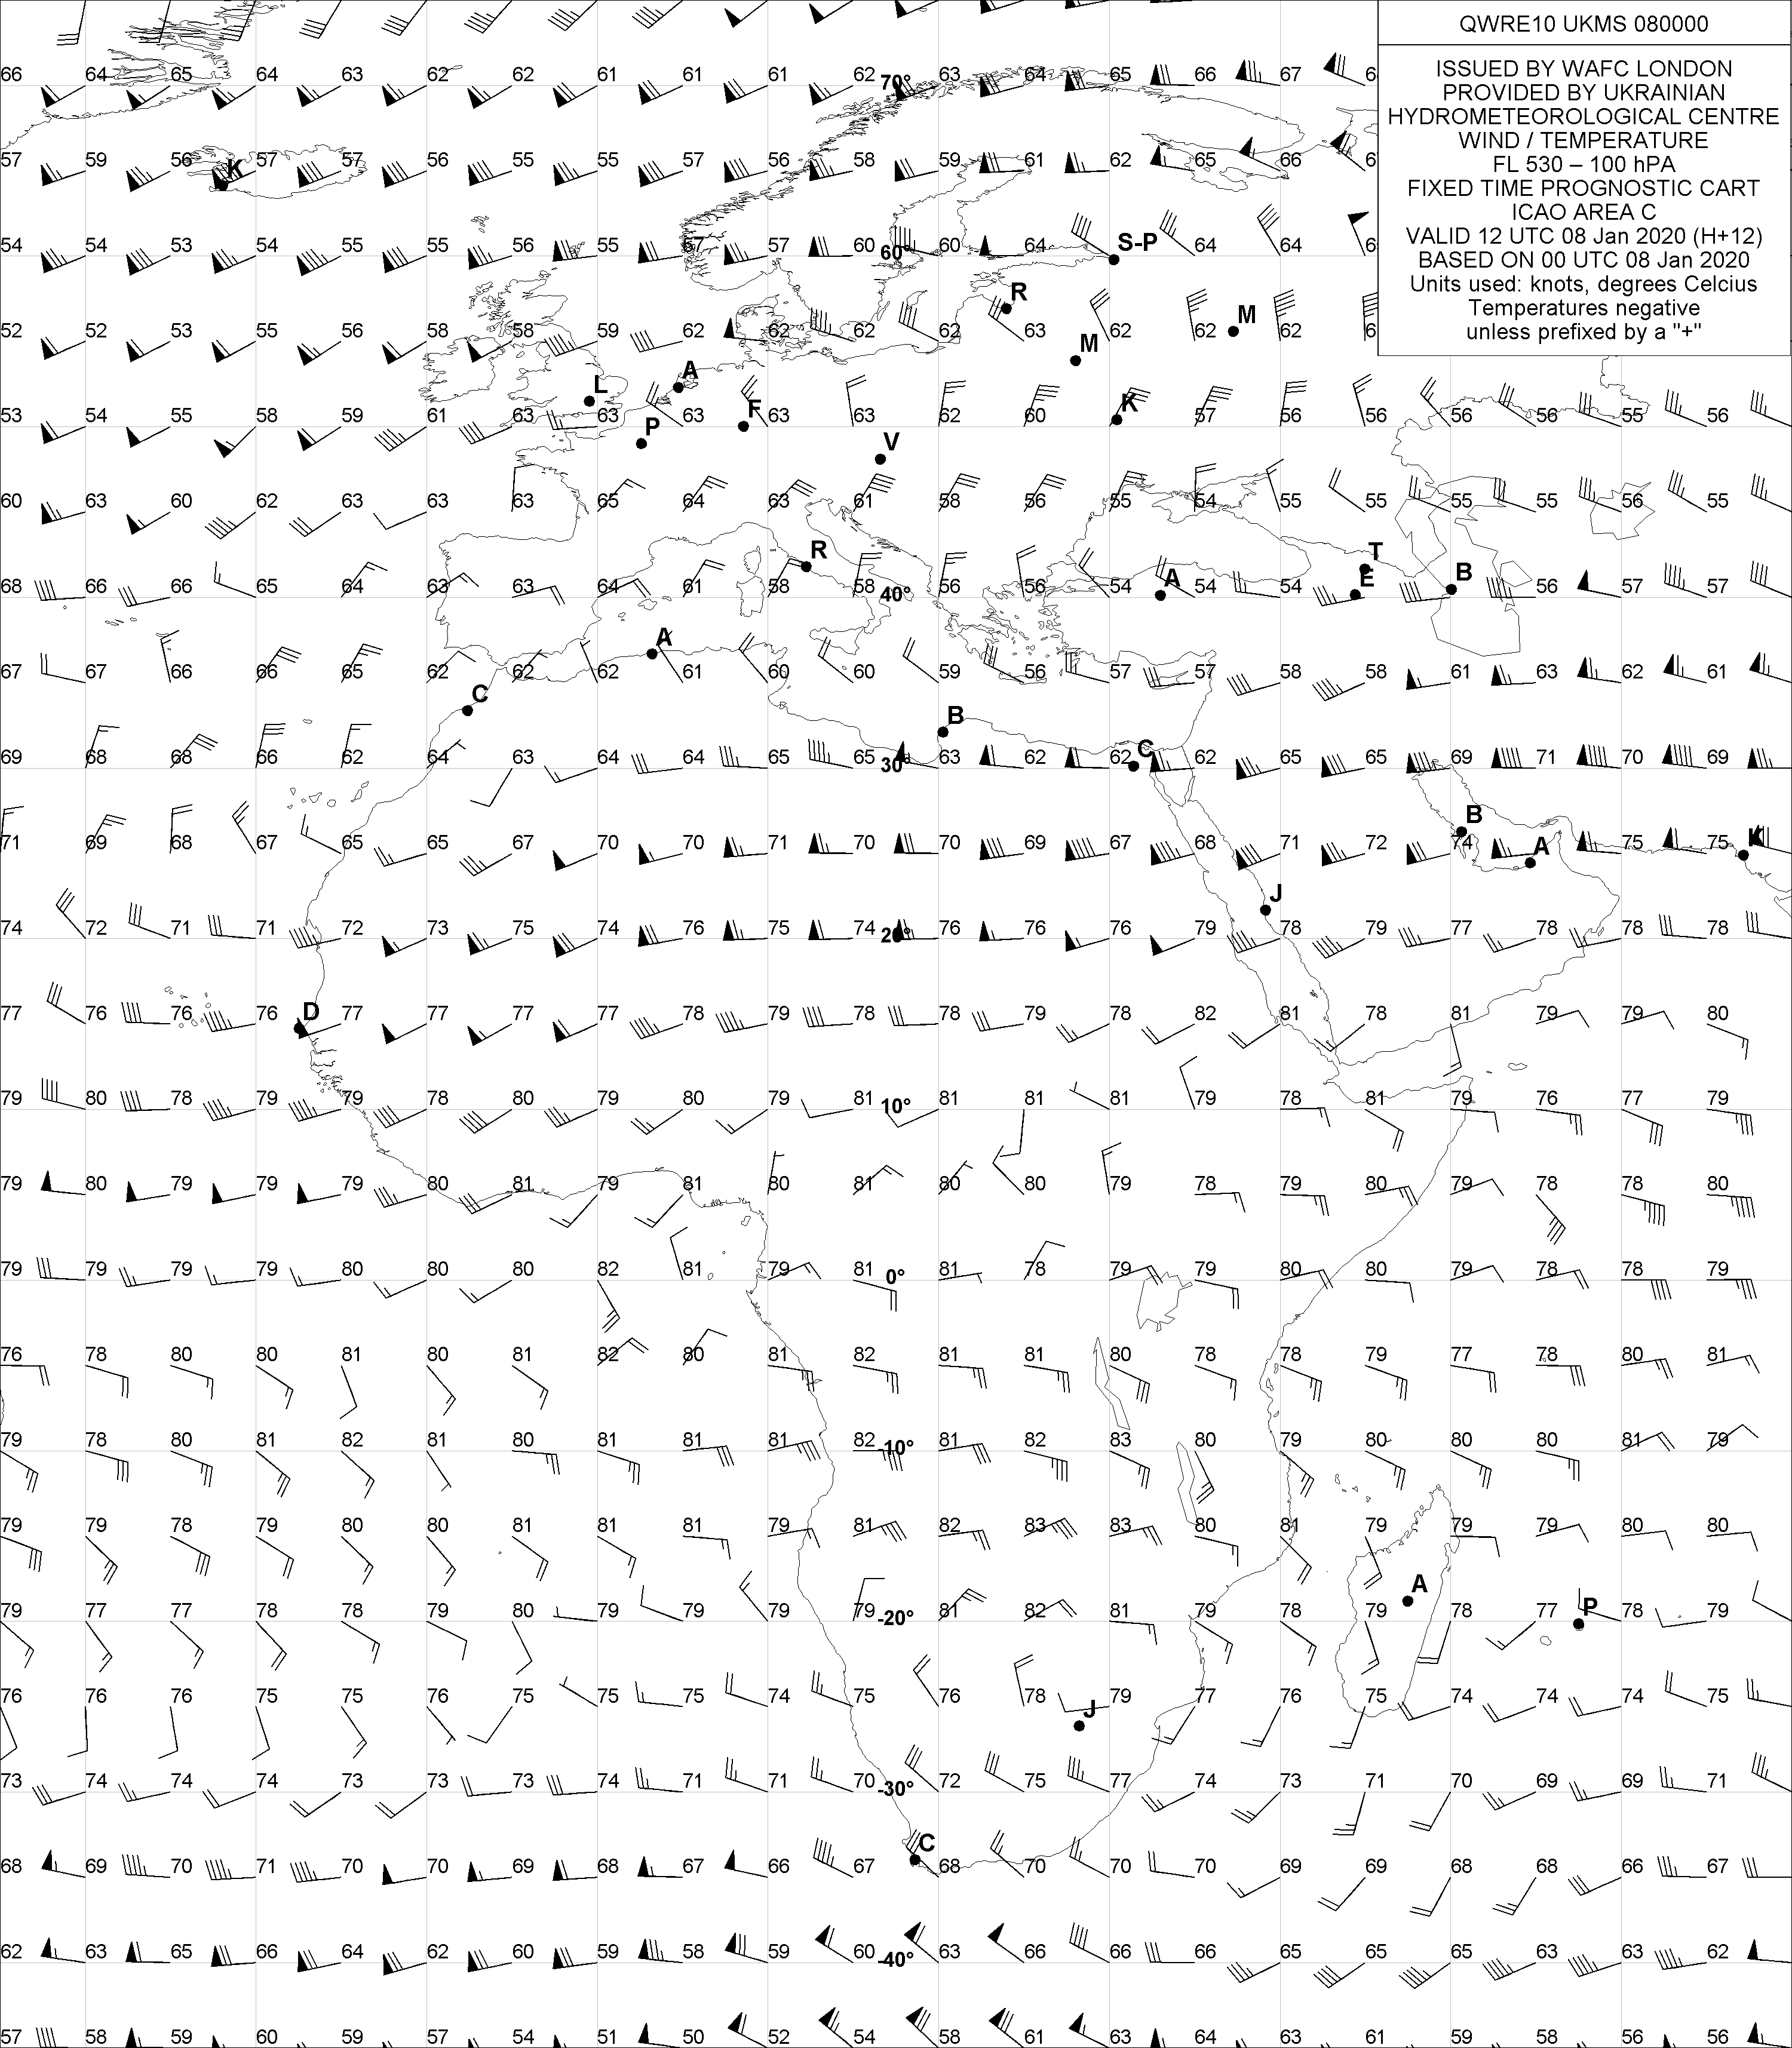 QWRE10 UKMS 080000
ISSUED BY WAFC LONDON
PROVIDED BY UKRAINIAN
HYDROMETEOROLOGICAL CENTRE
WIND / TEMPERATURE
FL 530 – 100 hPA
FIXED TIME PROGNOSTIC CART
ICAO AREA C
VALID 12 UTC 08 Jan 2020 (H+12)
BASED ON 00 UTC 08 Jan 2020
Units used: knots, degrees Celcius
Temperatures negative
unless prefixed by a "+"
66 64 65 64 63 62 62 61 61 61 62 70° 63 64 65 66 67 6
57 59 56 K 57 57 56 55 55 57 56 58 59 61 62 65 66 6
54 54 53 54 55 55 56 55 67 57 60 60° 60 64 S-P 64 64 6
R M M
52 52 53 55 56 58 58 59 62 62 62 62 63 62 62 62 6
L A
53 54 55 58 59 61 63 63 P 63 F 63 63 62 60 K 57 56 56 56 56 55 56
V
60 63 60 62 63 63 63 65 64 63 61 58 56 55 54 55 55 55 55 56 55
R T
68 66 66 65 64 63 64 61 58 40° 56 56 54 A 54 54 E B 56 57 57
67 67 66 66 65 62 62 62 A 61 60 60 59 56 57 57 58 58 61 63 62 61
C B
69 68 68 66 62 64 63 64 64 65 65 30° 63 62 62 C 62 65 65 69 71 70 69
B
71 69 68 67 65 65 67 70 70 71 70 70 69 67 68 71 72 74 A 75 75 K
J
74 72 71 71 72 73 75 74 76 75 74 20° 76 76 76 79 78 79 77 78 78 78
77 76 76 76 D 77 77 77 77 78 79 78 78 79 78 82 81 78 81 79 79 80
79 80 78 79 79 78 80 79 80 79 81 10° 81 81 81 79 78 81 79 76 77 79
79 80 79 79 79 80 81 79 81 80 81 80 80 79 78 79 80 79 78 78 80
79 79 79 79 80 80 80 82 81 79 81 0° 81 78 79 79 80 80 79 78 78 79
76 78 80 80 81 80 81 82 80 81 82 81 81 80 78 78 79 77 78 80 81
79 78 80 81 82 81 80 81 81 81 82 -10° 81 82 83 80 79 80 80 80 81 79
79 79 78 79 80 80 81 81 81 79 81 82 83 83 80 81 79 79 79 80 80
A
79 77 77 78 78 79 80 79 79 79 79 -20° 81 82 81 79 78 79 78 77 P 78 79
76 76 76 75 75 76 75 75 75 74 75 76 78 J 79 77 76 75 74 74 74 75
73 74 74 74 73 73 73 74 71 71 70 -30° 72 75 77 74 73 71 70 69 69 71
C
68 69 70 71 70 70 69 68 67 66 67 68 70 70 70 69 69 68 68 66 67
62 63 65 66 64 62 60 59 58 59 60 -40° 63 66 66 66 65 65 65 63 63 62
57 58 59 60 59 57 54 51 50 52 54 58 61 63 64 63 61 59 58 56 56